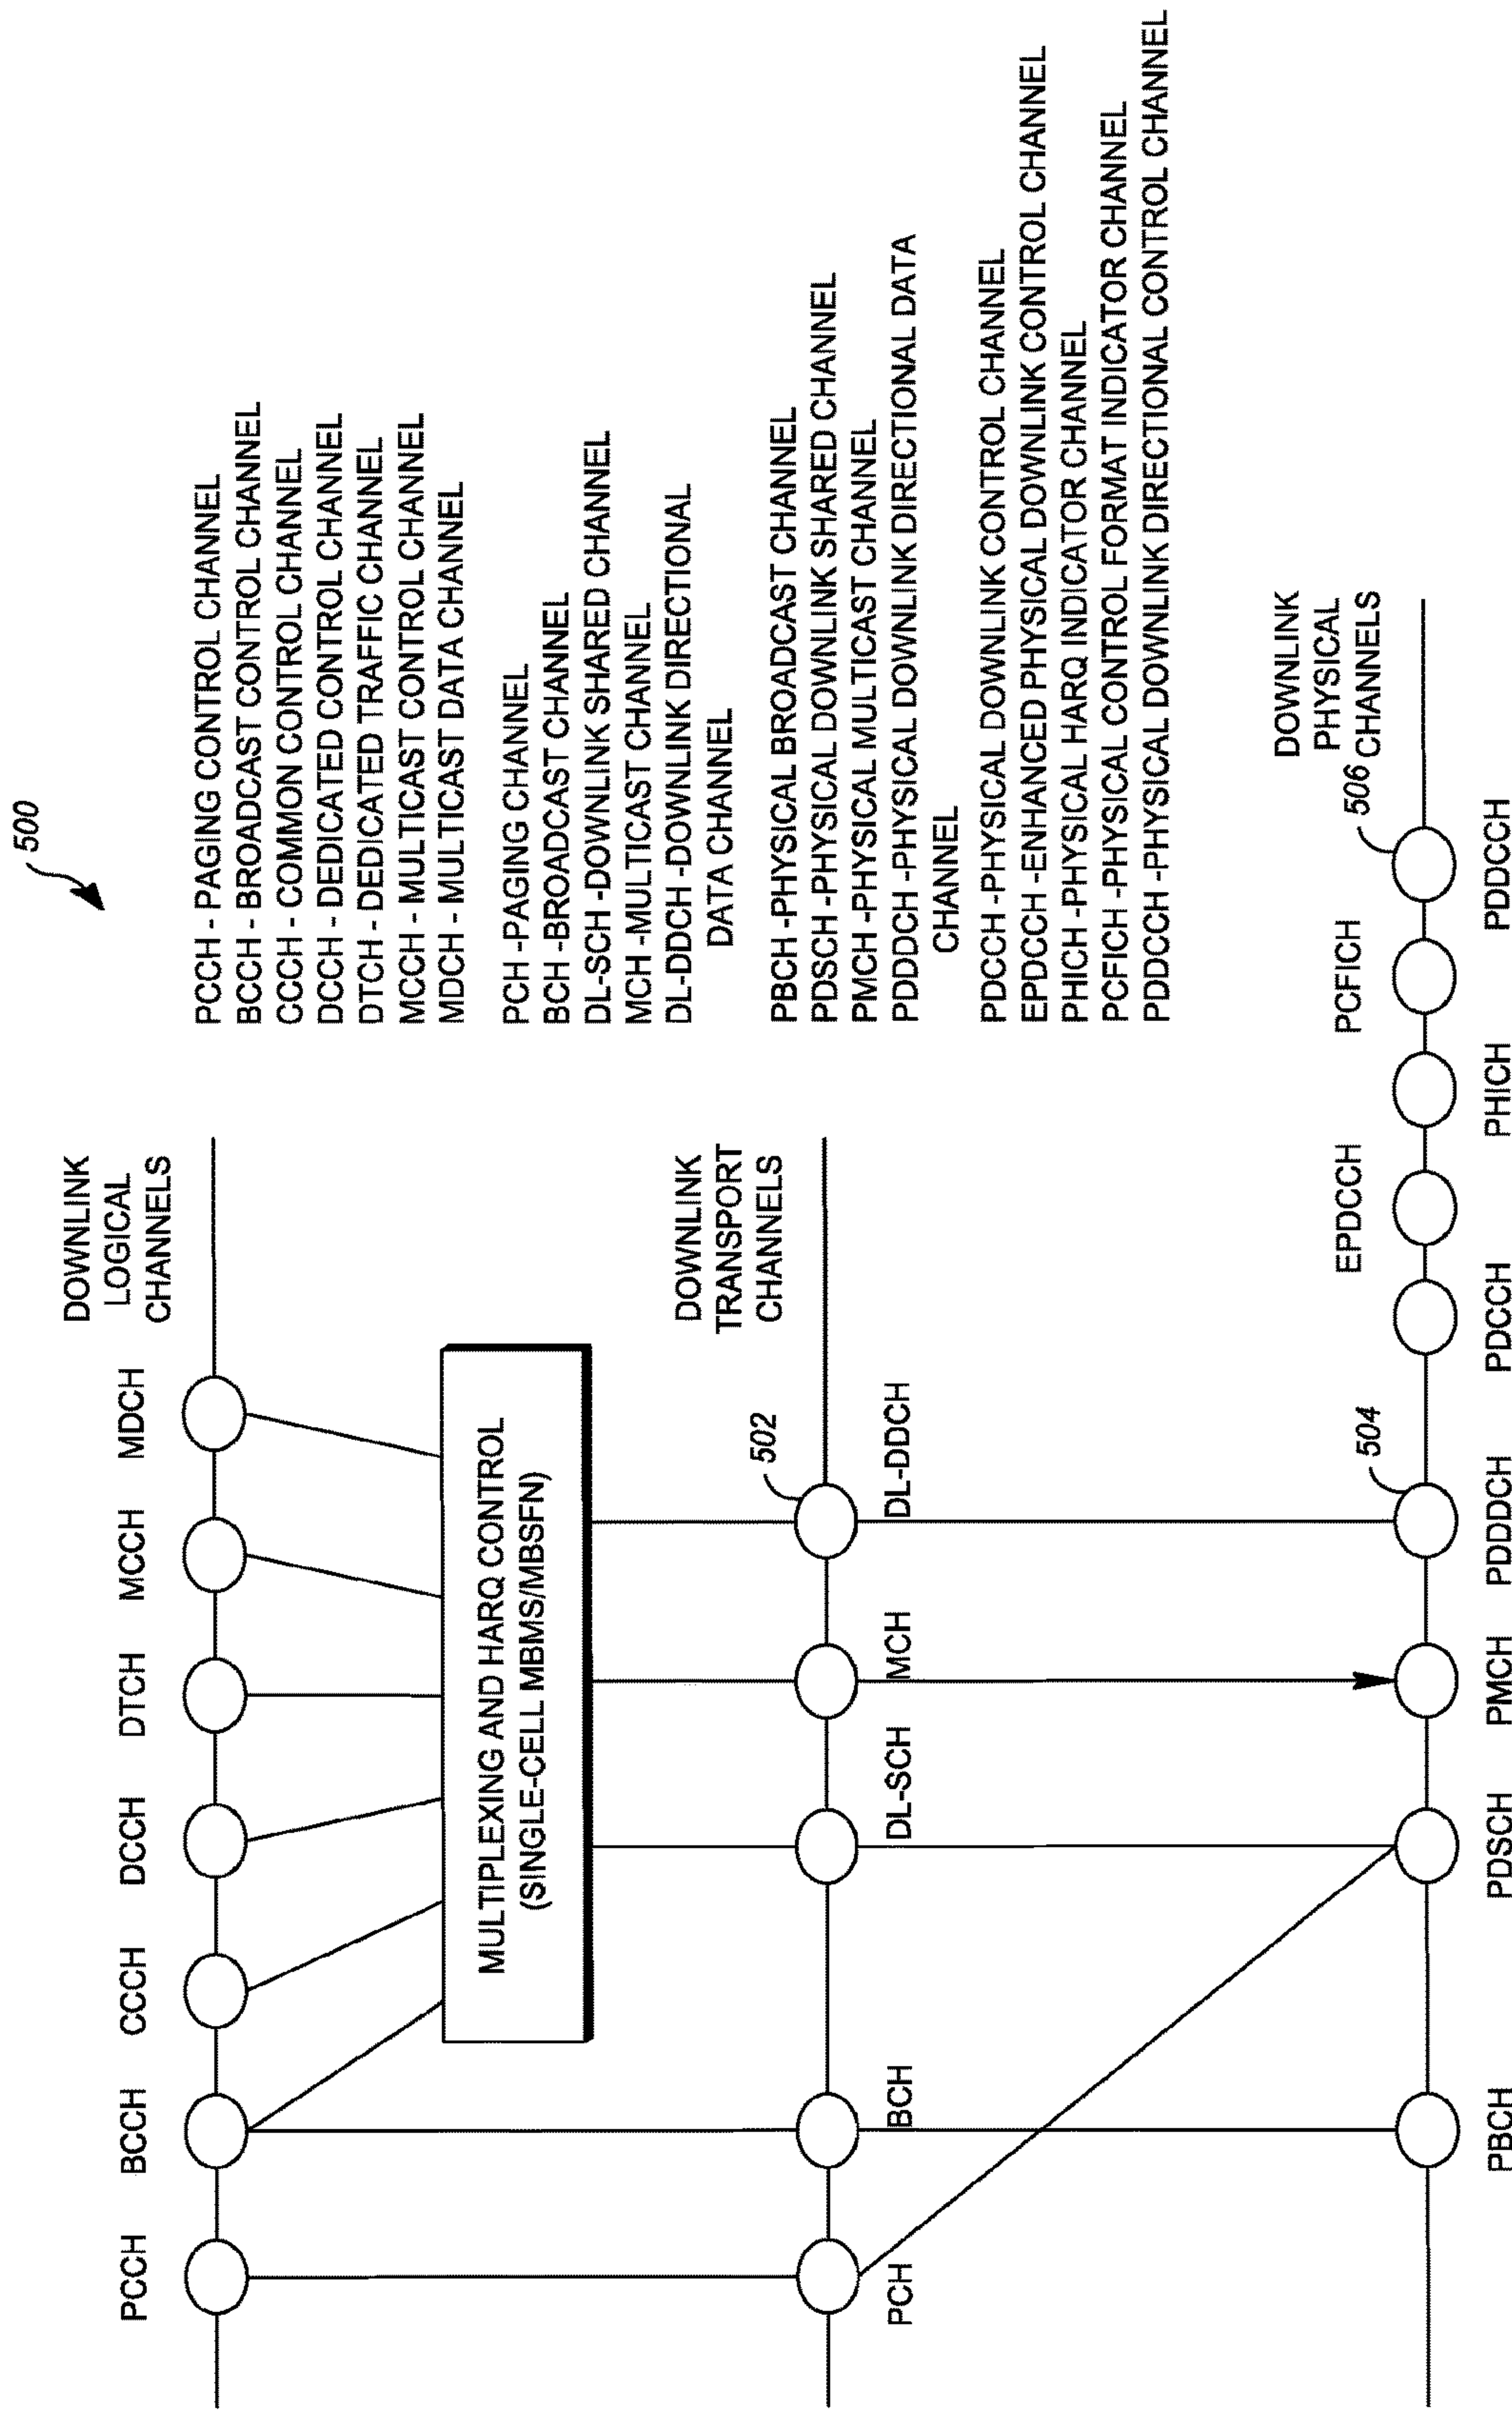 500
DOWNLINK
LOGICAL
CHANNELS
PCCH
BCCH
CCCH
DCCH
DTCH
MCCH
MDCH
MULTIPLEXING AND HARQ CONTROL
(SINGLE-CELL MBMS/MBSFN)
DOWNLINK
TRANSPORT
CHANNELS
502
PCH
BCH
DL-SCH
MCH
DL-DDCH
DOWNLINK
PHYSICAL
CHANNELS
504
506
EPDCCH
PCFICH
PBCH
PDSCH
PMCH
PDDDCH
PDCCH
PHICH
PDDCCH
PCCH - PAGING CONTROL CHANNEL
BCCH - BROADCAST CONTROL CHANNEL
CCCH - COMMON CONTROL CHANNEL
DCCH - DEDICATED CONTROL CHANNEL
DTCH - DEDICATED TRAFFIC CHANNEL
MCCH - MULTICAST CONTROL CHANNEL
MDCH - MULTICAST DATA CHANNEL
PCH -PAGING CHANNEL
BCH -BROADCAST CHANNEL
DL-SCH -DOWNLINK SHARED CHANNEL
MCH -MULTICAST CHANNEL
DL-DDCH -DOWNLINK DIRECTIONAL
DATA CHANNEL
PBCH -PHYSICAL BROADCAST CHANNEL
PDSCH -PHYSICAL DOWNLINK SHARED CHANNEL
PMCH -PHYSICAL MULTICAST CHANNEL
PDDDCH -PHYSICAL DOWNLINK DIRECTIONAL DATA
CHANNEL
PDCCH -PHYSICAL DOWNLINK CONTROL CHANNEL
EPDCCH -ENHANCED PHYSICAL DOWNLINK CONTROL CHANNEL
PHICH -PHYSICAL HARQ INDICATOR CHANNEL
PCFICH -PHYSICAL CONTROL FORMAT INDICATOR CHANNEL
PDDCCH -PHYSICAL DOWNLINK DIRECTIONAL CONTROL CHANNEL